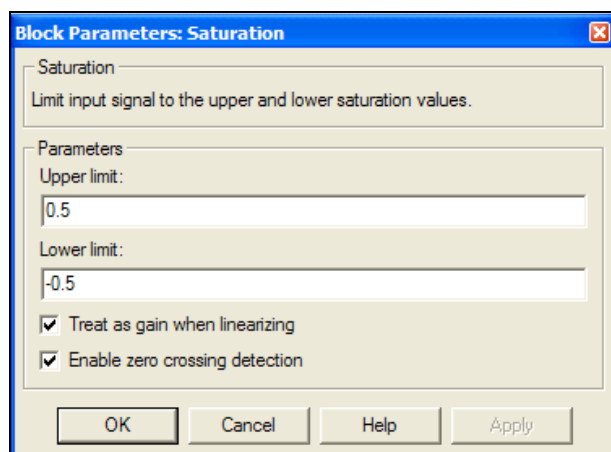 Block Parameters: Saturation
Saturation
Limit input signal to the upper and lower saturation values.
Parameters
Upper limit:
0.5
Lower limit:
-0.5
Treat as gain when linearizing
Enable zero crossing detection
OK Cancel Help Apply